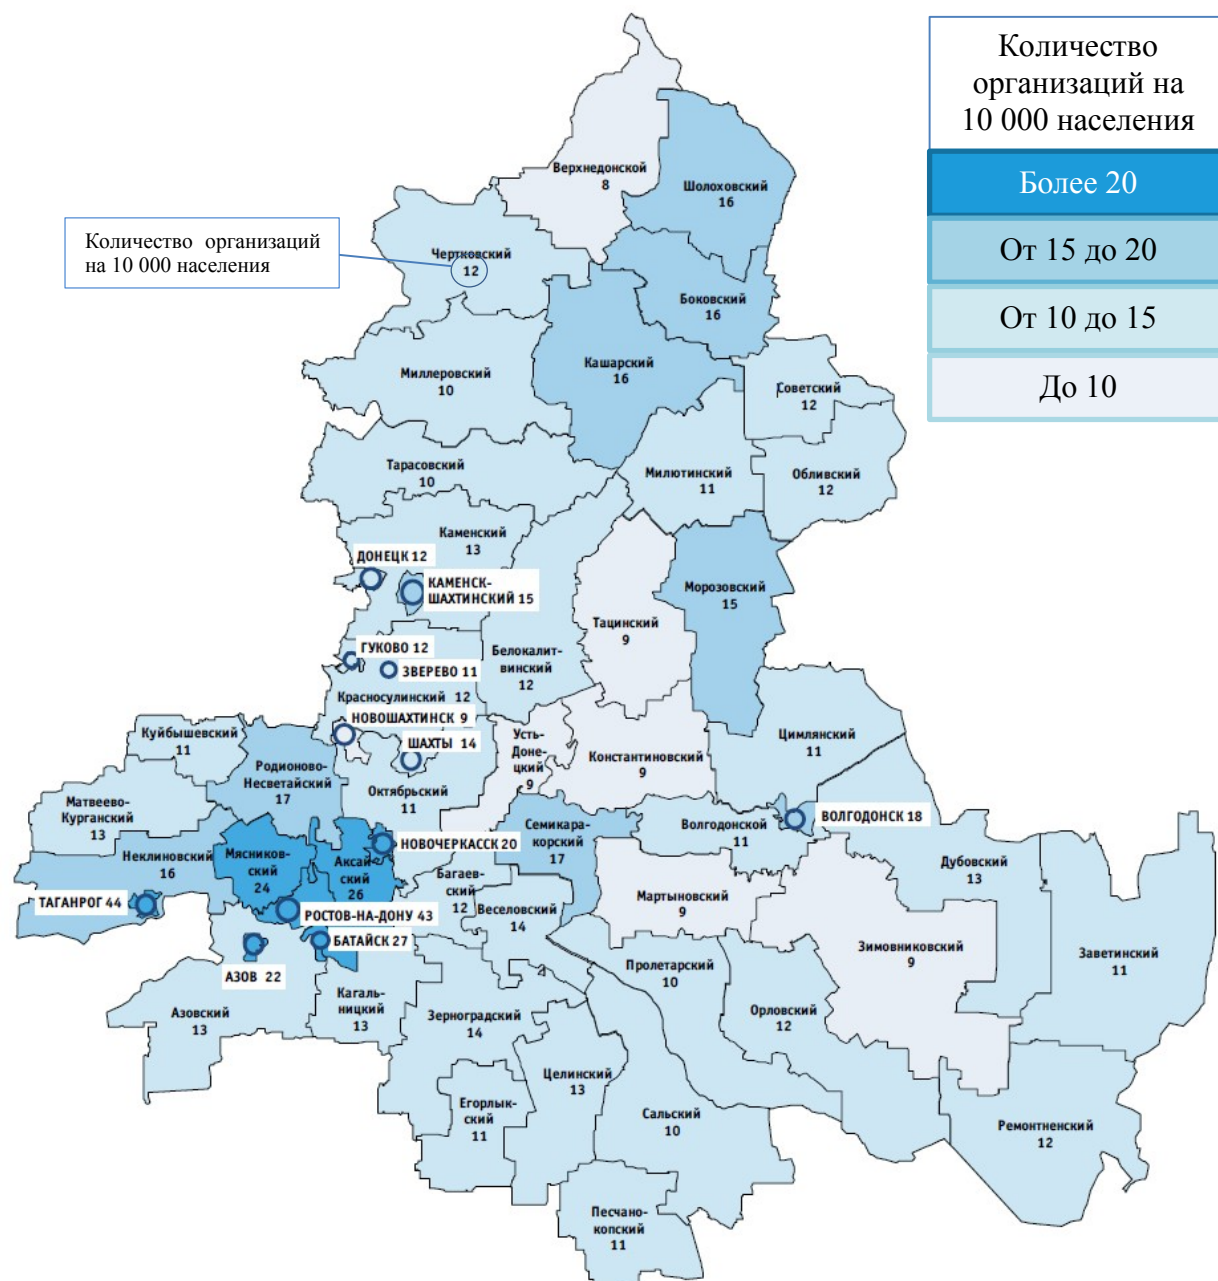 Количество
организаций на
10 000 населения
Более 20
От 15 до 20
От 10 до 15
До 10
Количество организаций
на 10 000 населения
Верхнедонской
8
Шолоховский
16
Чертковский
12
Боковский
16
Кашарский
16
Миллеровский
10
Советский
12
Тарасовский
10
Милютинский
11
Обливский
12
Каменский
13
ДОНЕЦК 12
КАМЕНСК-
ШАХТИНСКИЙ 15
Морозовский
15
Тацинский
9
ГУКОВО 12
ЗВЕРЕВО 11
Белокалит-
винский
12
Красносулинский 12
НОВОШАХТИНСК 9
ШАХТЫ 14
Куйбышевский
11
Усть-
Донец-
кий
9
Константиновский
9
Цимлянский
11
Родионово-
Несветайский
17
Октябрьский
11
Матвеево-
Курганский
13
Семикара-
корский
17
Волгодонской
11
ВОЛГОДОНСК 18
НОВОЧЕРКАССК 20
Неклиновский
16
Мясников-
ский
24
Аксай-
ский
26
Багаев-
ский
12
Дубовский
13
Мартыновский
9
ТАГАНРОГ 44
РОСТОВ-НА-ДОНУ 43
Веселовский
14
БАТАЙСК 27
Зимовниковский
9
Заветинский
11
АЗОВ 22
Пролетарский
10
Азовский
13
Кагаль-
ницкий
13
Зерноградский
14
Орловский
12
Целинский
13
Егорлык-
ский
11
Сальский
10
Ремонтненский
12
Песчано-
копский
11